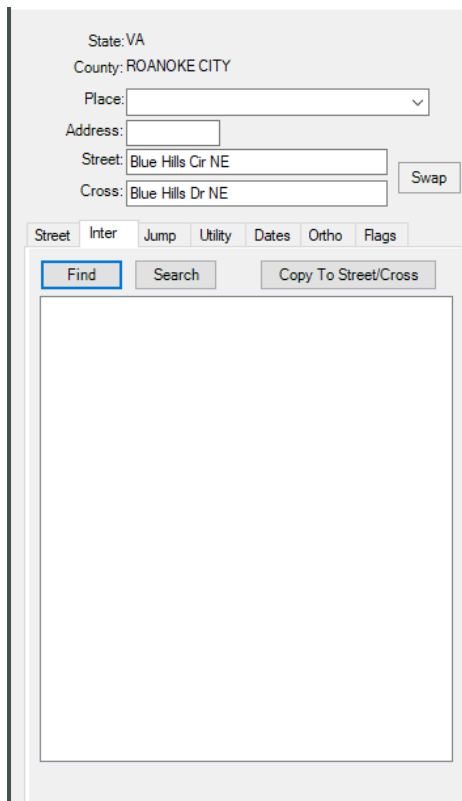 State: VA
County: ROANOKE CITY
Place:
Address:
Street: Blue Hills Cir NE
Cross: Blue Hills Dr NE
Swap
Street Inter Jump Utility Dates Ortho Flags
Find Search Copy To Street/Cross